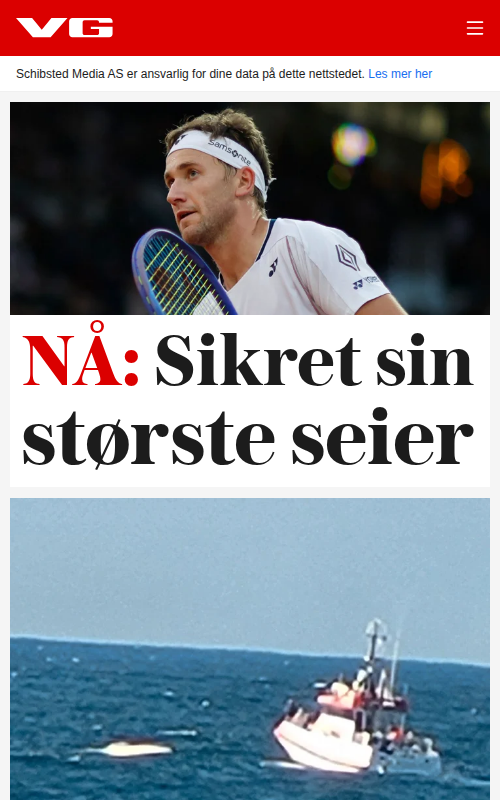 VG
Schibsted Media AS er ansvarlig for dine data på dette nettstedet. Les mer her
Samsonite
NÅ: Sikret sin
største seier